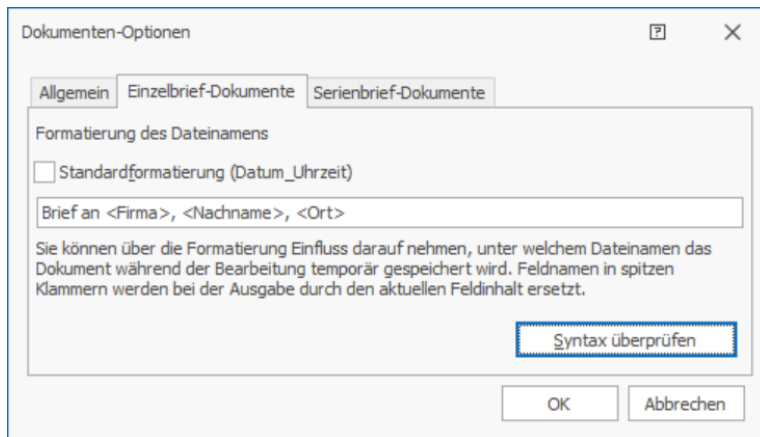 Dokumenten-Optionen
?
Allgemein Einzelbrief-Dokumente Serienbrief-Dokumente
Formatierung des Dateinamens
Standardformatierung (Datum_Uhrzeit)
Brief an <Firma>, <Nachname>, <Ort>
Sie können über die Formatierung Einfluss darauf nehmen, unter welchem Dateinamen das
Dokument während der Bearbeitung temporär gespeichert wird. Feldnamen in spitzen
Klammern werden bei der Ausgabe durch den aktuellen Feldinhalt ersetzt.
Syntax überprüfen
OK Abbrechen